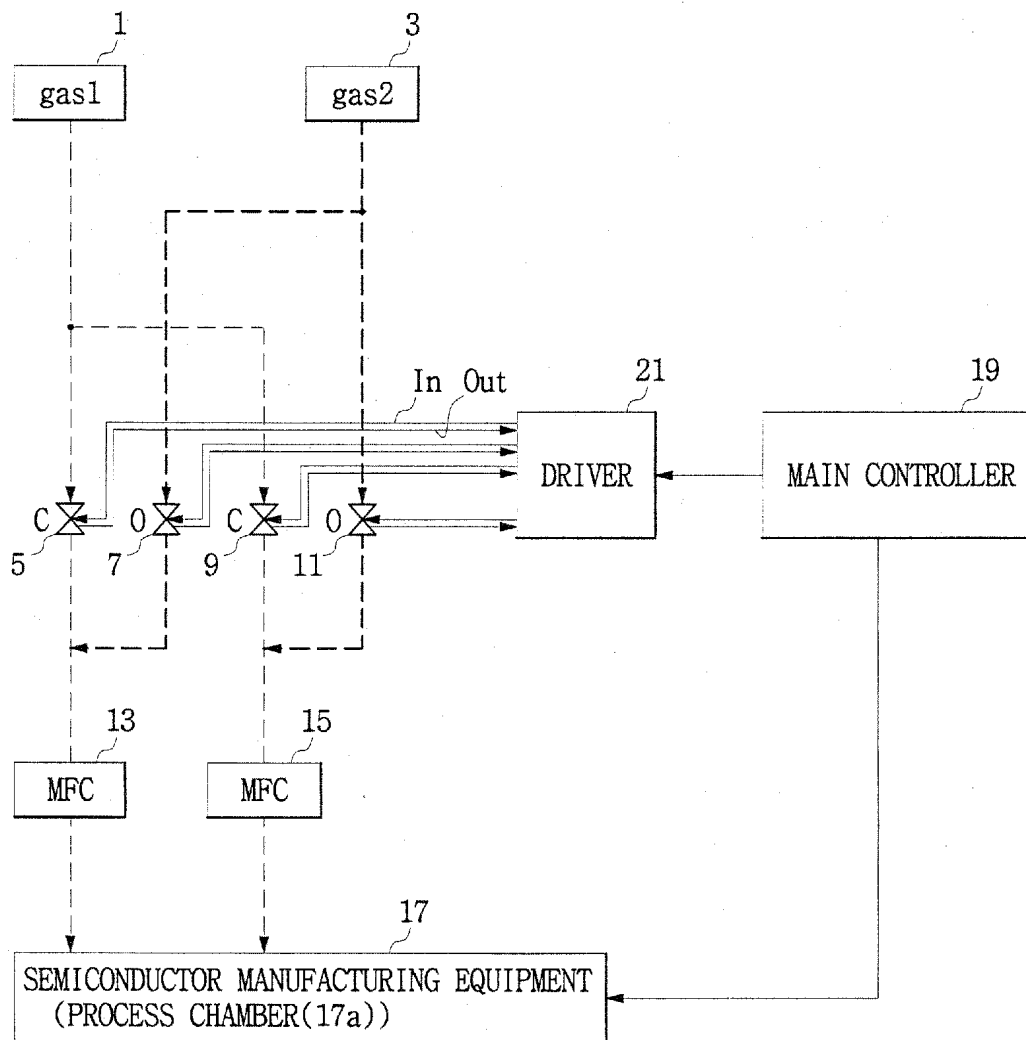 1
3
gas1
gas2
In Out
21
19
DRIVER
MAIN CONTROLLER
C
O
C
O
5
7
9
11
13
15
MFC
MFC
17
SEMICONDUCTOR MANUFACTURING EQUIPMENT
(PROCESS CHAMBER(17a))